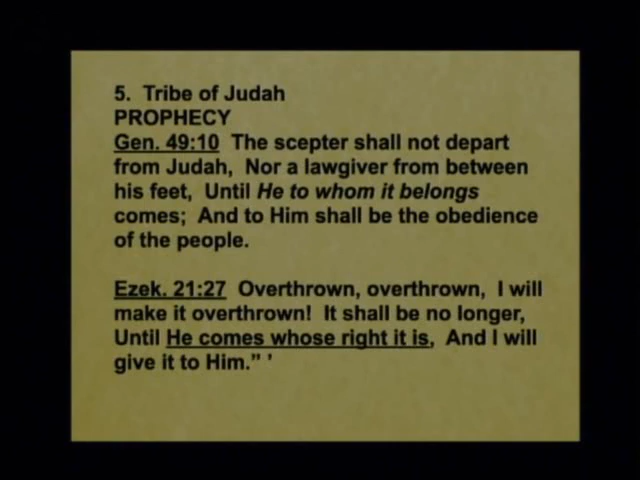 5.  Tribe of Judah
PROPHECY
Gen. 49:10  The scepter shall not depart
from Judah,  Nor a lawgiver from between
his feet,  Until He to whom it belongs
comes;  And to Him shall be the obedience
of the people.
Ezek. 21:27  Overthrown, overthrown,  I will
make it overthrown!  It shall be no longer,
Until He comes whose right it is,  And I will
give it to Him.” ’